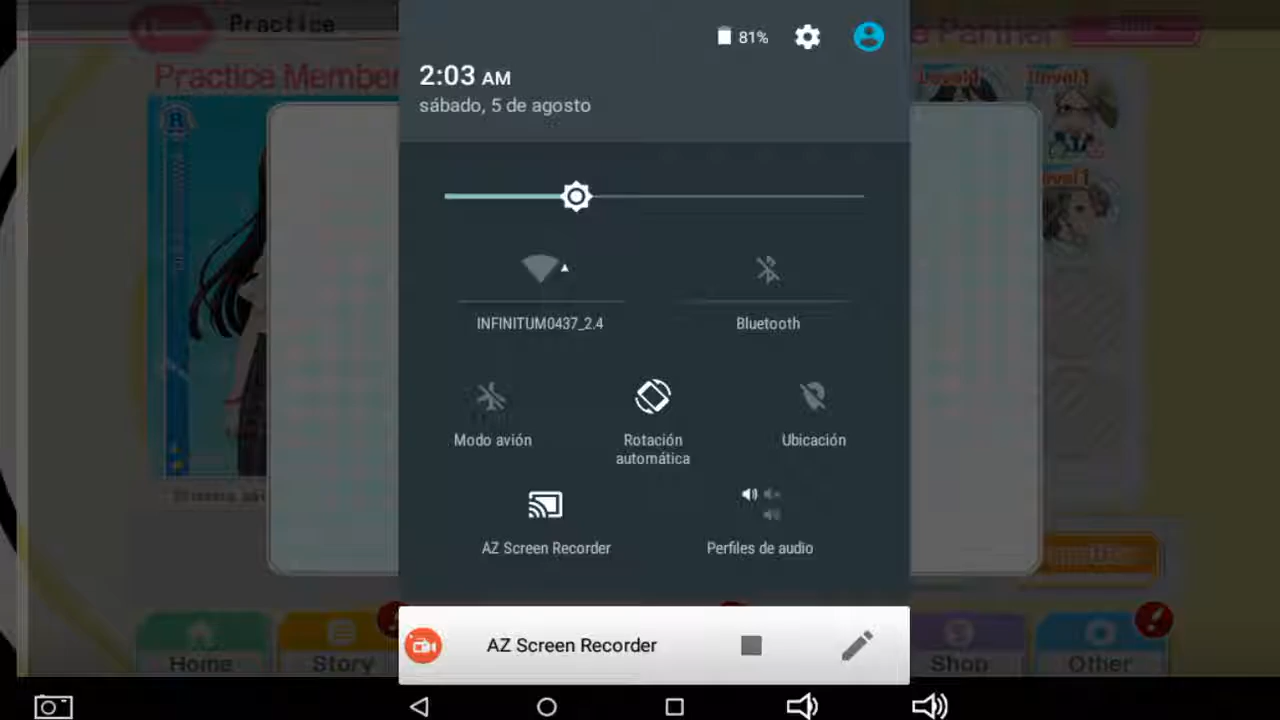 Practice
81%
2:03 AM
sábado, 5 de agosto
Practice Member
e Panther
INFINITUM0437_2.4
Bluetooth
Modo avión
Rotación
automática
Ubicación
AZ Screen Recorder
Perfiles de audio
AZ Screen Recorder
Home
Story
Shop
Other